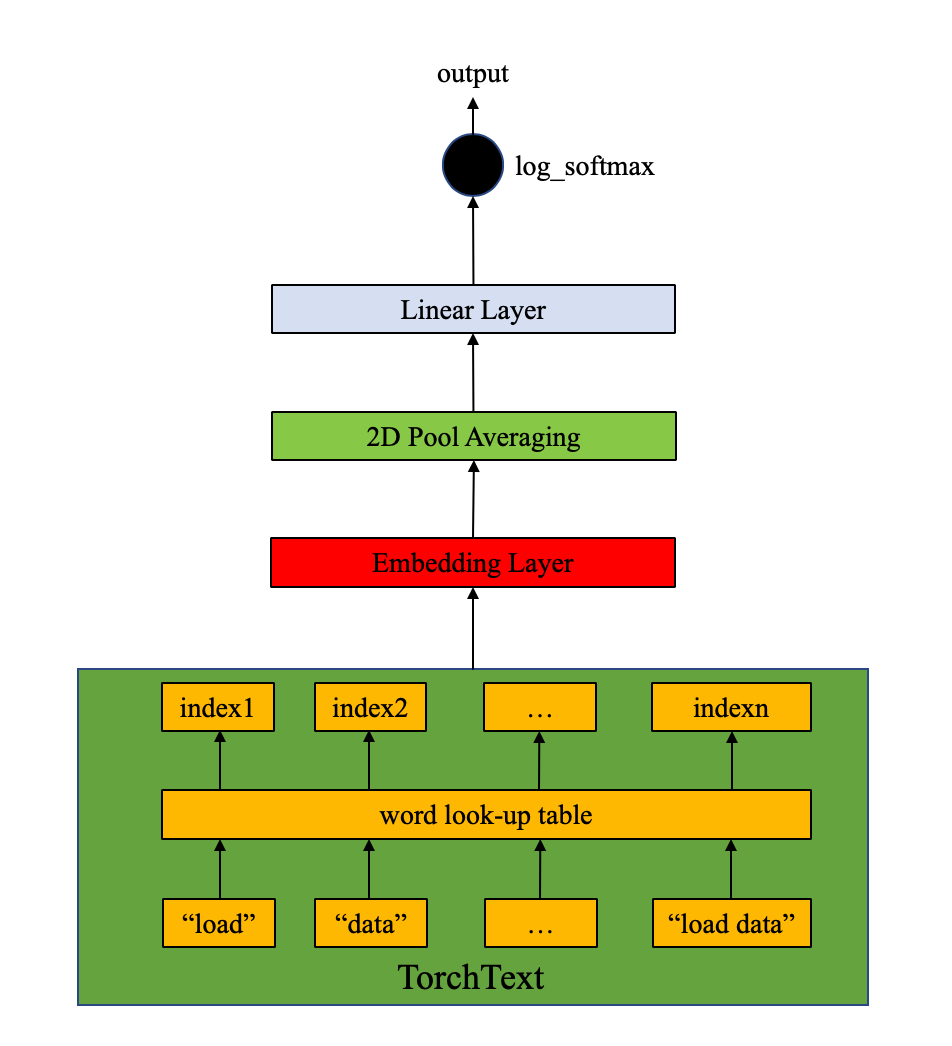 output
log_softmax
Linear Layer
2D Pool Averaging
Embedding Layer
index1 index2 … indexn
word look-up table
“load” “data” … “load data”
TorchText